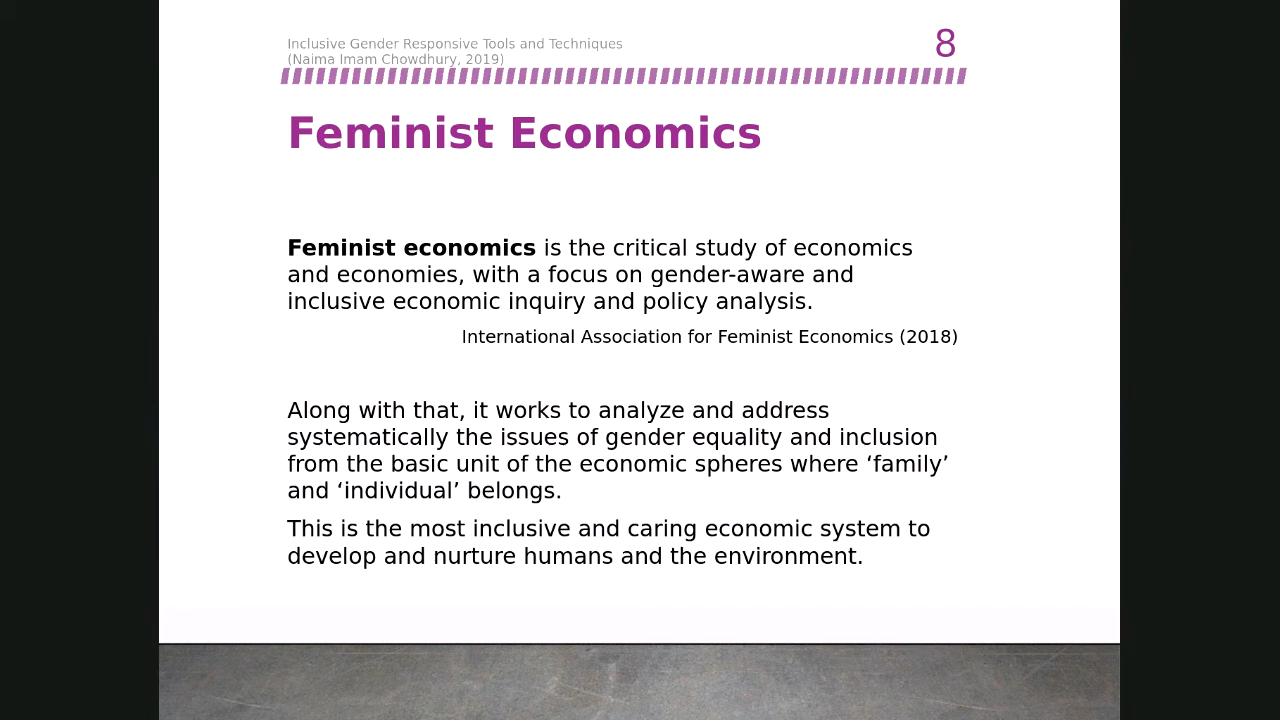 Inclusive Gender Responsive Tools and Techniques
(Naima Imam Chowdhury, 2019)
8
Feminist Economics
Feminist economics is the critical study of economics
and economies, with a focus on gender-aware and
inclusive economic inquiry and policy analysis.
International Association for Feminist Economics (2018)
Along with that, it works to analyze and address
systematically the issues of gender equality and inclusion
from the basic unit of the economic spheres where ‘family’
and ‘individual’ belongs.
This is the most inclusive and caring economic system to
develop and nurture humans and the environment.